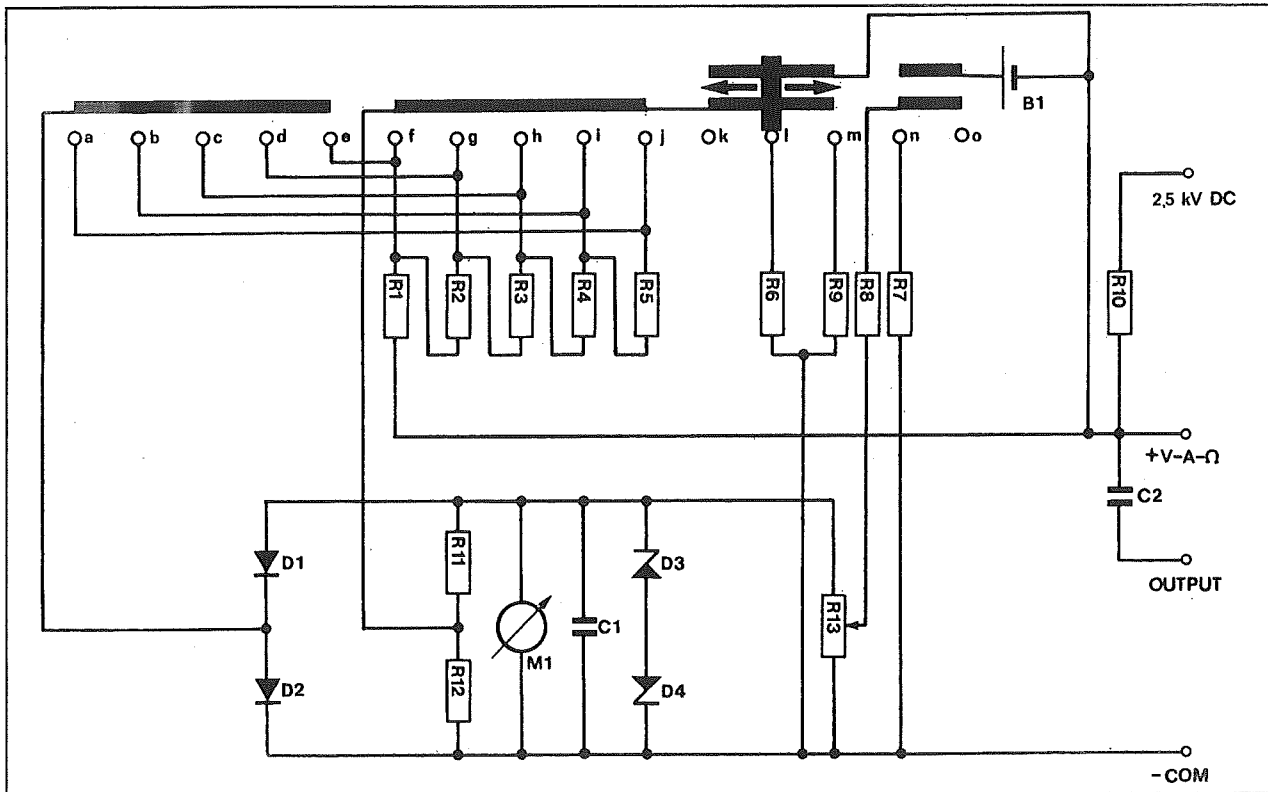 B1
a b c d e f g h i j k l m n o
2,5 kV DC
R1 R2 R3 R4 R5 R6 R9 R8 R7 R10
+V-A-Ω
C2
D1 R11 D3
OUTPUT
M1 C1 R13
D2 R12 D4
-COM